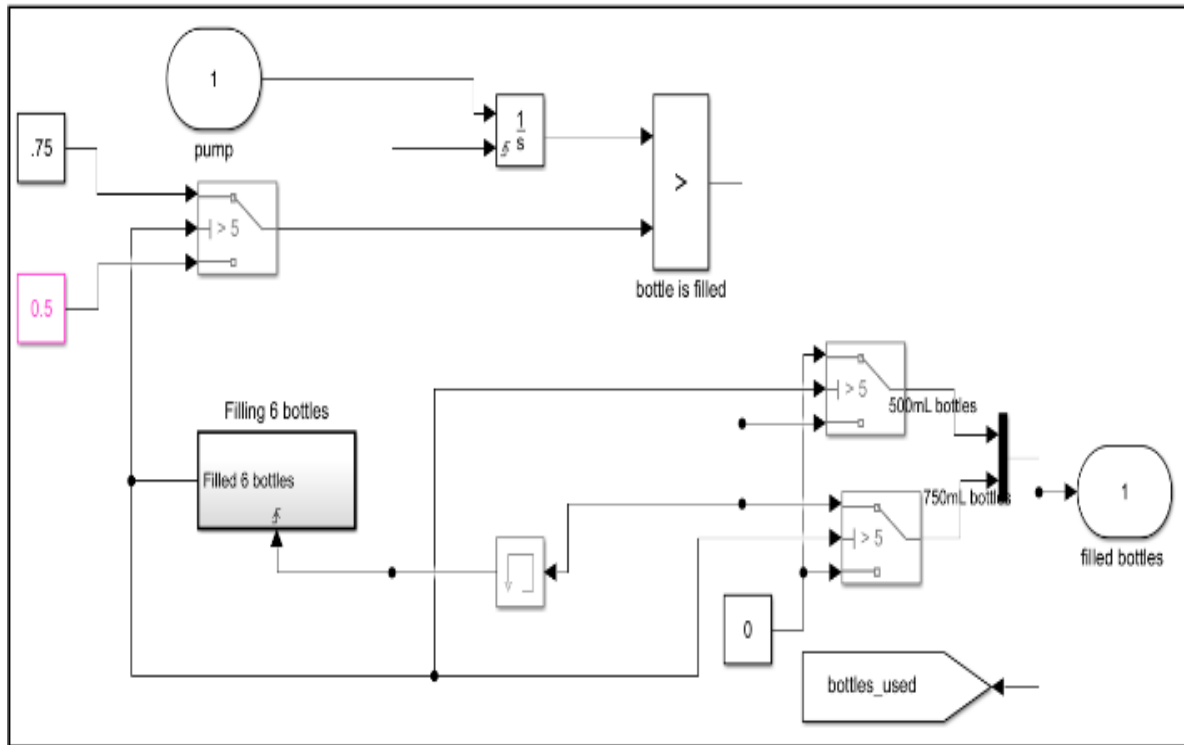 1
pump
.75
0.5
1
s
> 5
>
bottle is filled
Filling 6 bottles
Filled 6 bottles
> 5
500mL bottles
> 5
750mL bottles
1
filled bottles
0
bottles_used